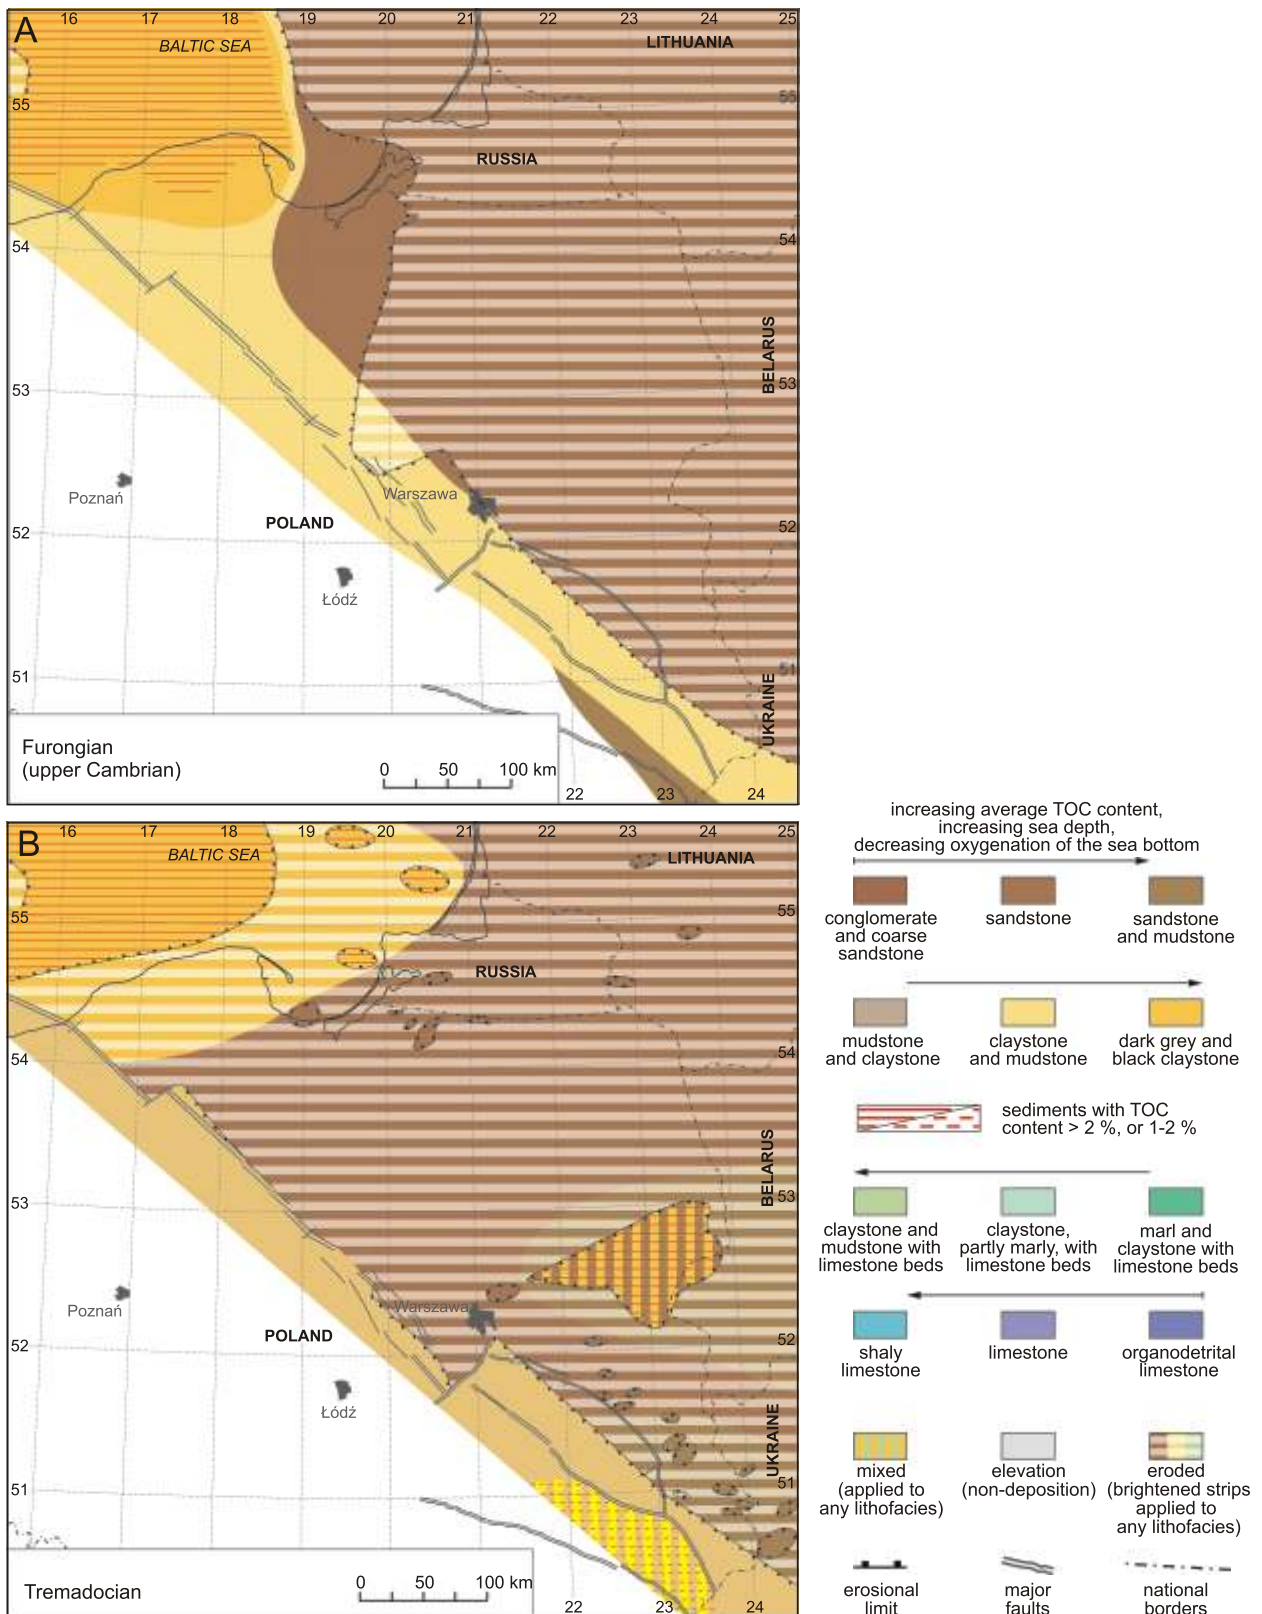 A
16 17 18 19 20 21 22 23 24 25
BALTIC SEA
LITHUANIA
55
55
RUSSIA
54
54
BELARUS
53
53
Poznań
Warszawa
POLAND
52
52
Łódź
51
51
UKRAINE
Furongian
(upper Cambrian)
0 50 100 km
22 23 24
B
16 17 18 19 20 21 22 23 24 25
BALTIC SEA
LITHUANIA
55
55
RUSSIA
54
54
BELARUS
53
53
Poznań
Warszawa
POLAND
52
52
Łódź
UKRAINE
51
51
Tremadocian
0 50 100 km
22 23 24
increasing average TOC content,
increasing sea depth,
decreasing oxygenation of the sea bottom
conglomerate
and coarse
sandstone
sandstone
sandstone
and mudstone
mudstone
and claystone
claystone
and mudstone
dark grey and
black claystone
sediments with TOC
content > 2 %, or 1-2 %
claystone and
mudstone with
limestone beds
claystone,
partly marly, with
limestone beds
marl and
claystone with
limestone beds
shaly
limestone
limestone
organodetrital
limestone
mixed
(applied to
any lithofacies)
elevation
(non-deposition)
eroded
(brightened strips
applied to
any lithofacies)
erosional
limit
major
faults
national
borders